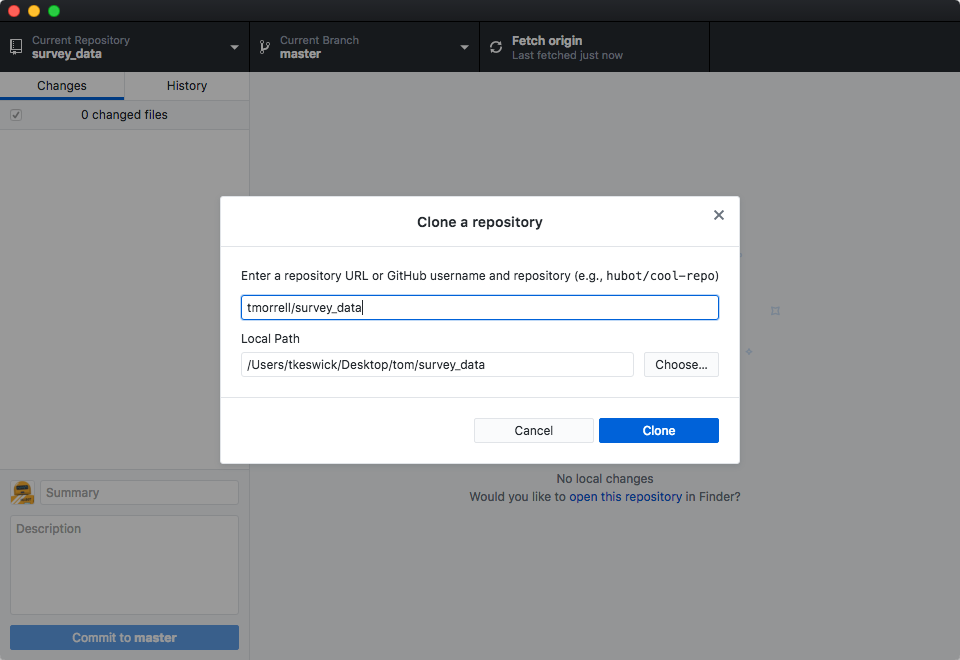 Current Repository
survey_data
Current Branch
master
Fetch origin
Last fetched just now
Changes
History
0 changed files
Clone a repository
Enter a repository URL or GitHub username and repository (e.g., hubot/cool-repo)
tmorrell/survey_data
Local Path
/Users/tkeswick/Desktop/tom/survey_data
Choose...
Cancel
Clone
No local changes
Would you like to open this repository in Finder?
Summary
Description
Commit to master